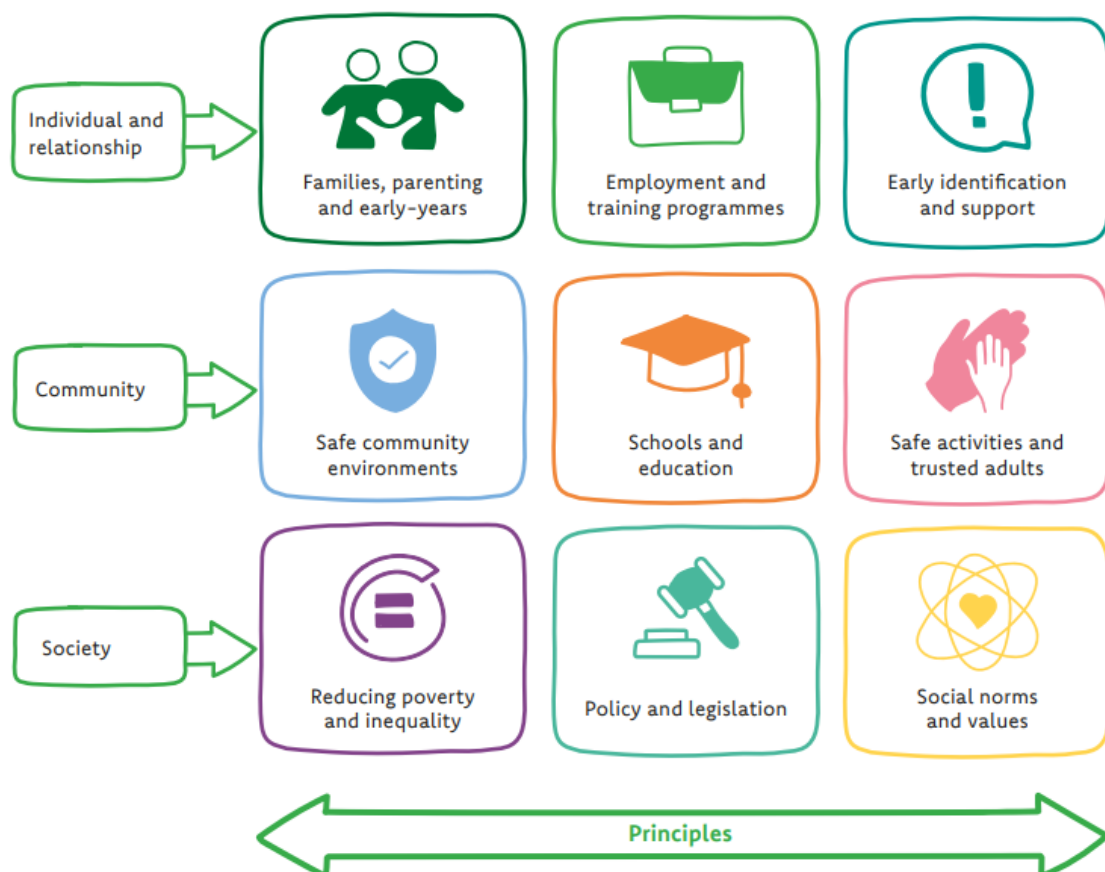 Individual and
relationship
Families, parenting
and early-years
Employment and
training programmes
Early identification
and support
Community
Safe community
environments
Schools and
education
Safe activities and
trusted adults
Society
Reducing poverty
and inequality
Policy and legislation
Social norms
and values
Principles